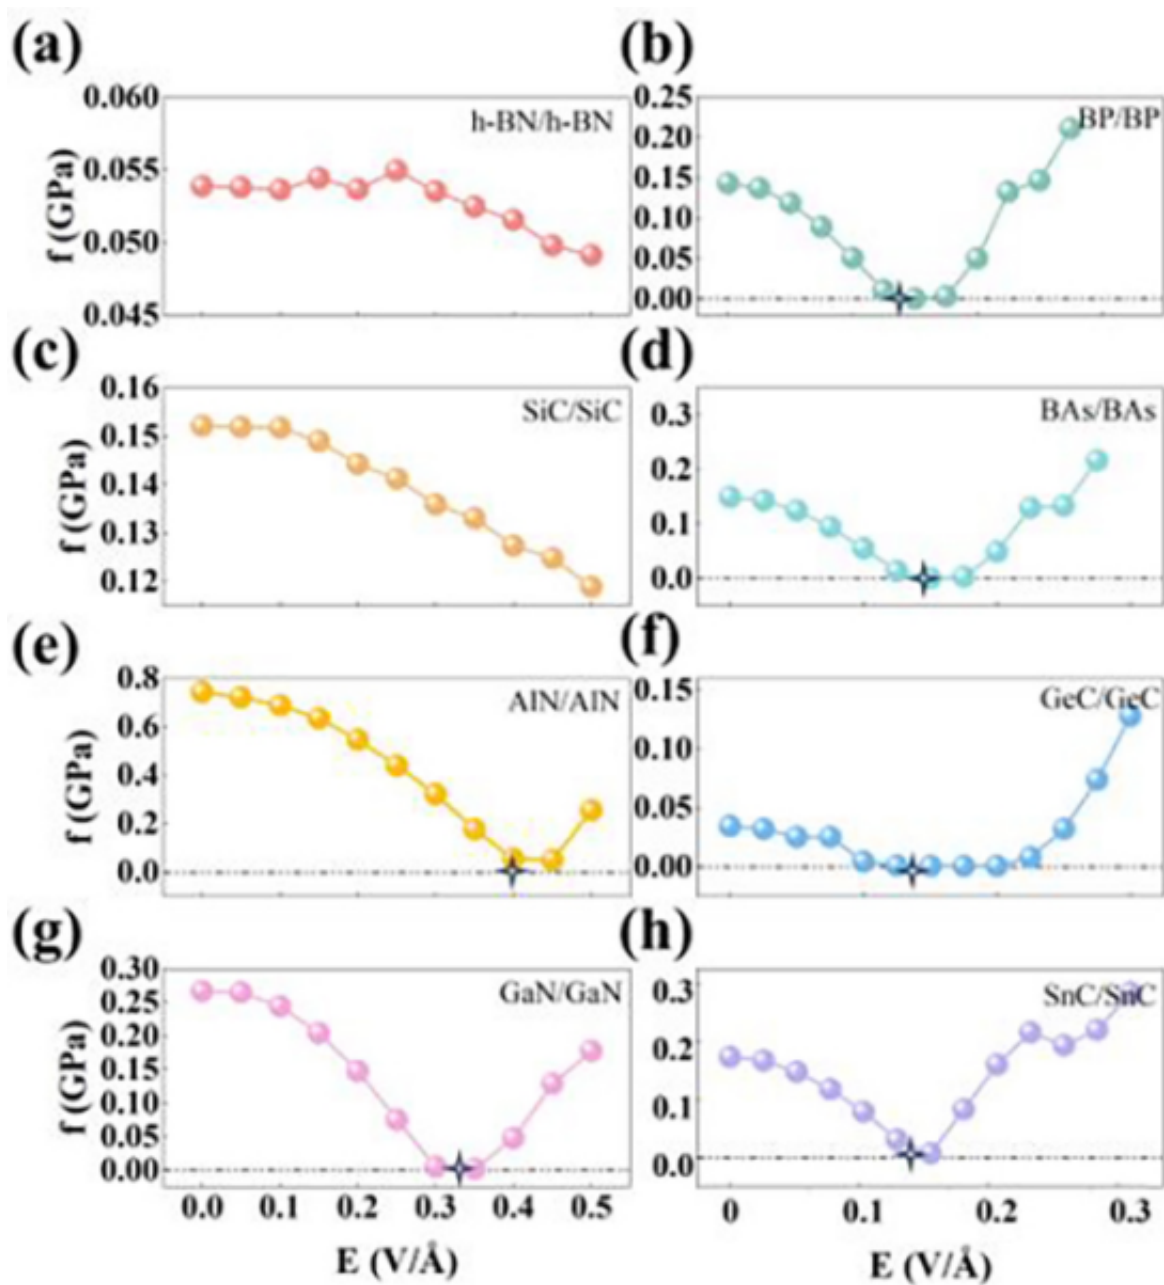 (a)
0.060
0.055
0.050
0.045
f (GPa)
h-BN/h-BN
(b)
0.25
0.20
0.15
0.10
0.05
0.00
BP/BP
(c)
0.16
0.15
0.14
0.13
0.12
f (GPa)
SiC/SiC
(d)
0.3
0.2
0.1
0.0
BAs/BAs
(e)
0.8
0.6
0.4
0.2
0.0
f (GPa)
AlN/AlN
(f)
0.15
0.10
0.05
0.00
GeC/GeC
(g)
0.30
0.25
0.20
0.15
0.10
0.05
0.00
f (GPa)
GaN/GaN
0.0 0.1 0.2 0.3 0.4 0.5
E (V/Å)
(h)
0.3
0.2
0.1
0.0
SnC/SnC
0 0.1 0.2 0.3
E (V/Å)